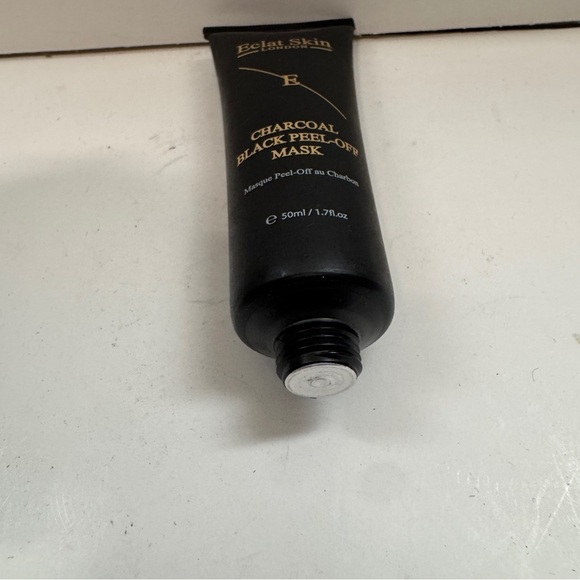 Eclat Skin
LONDON
E
CHARCOAL
BLACK PEEL-OFF
MASK
Masque Peel-Off au Charbon
℮ 50ml / 1.7fl.oz